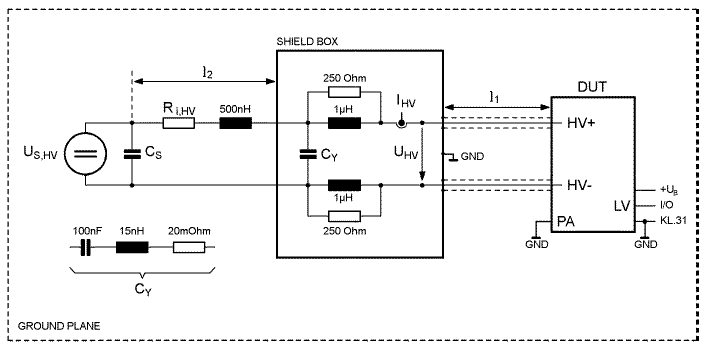 SHIELD BOX
l2
250 Ohm
DUT
Ri,HV
500nH
1µH
IHV
l1
HV+
US,HV
CS
CY
UHV
GND
HV-
1µH
+UB
LV
I/O
250 Ohm
PA
KL.31
100nF
15nH
20mOhm
GND
GND
CY
GROUND PLANE